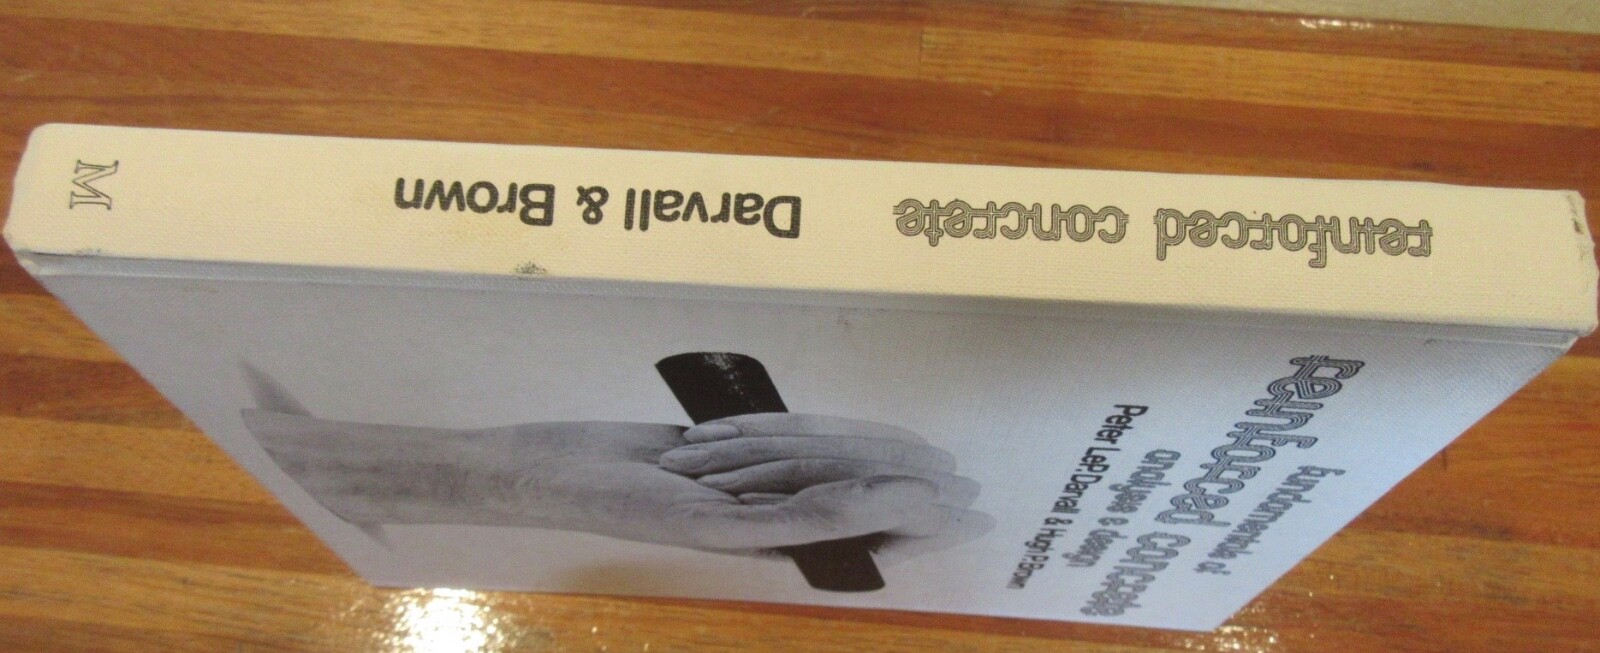 reinforced concrete Darvall & Brown M
fundamentals of
reinforced concrete
analysis & design
Peter LeP. Darvall & Hugh P. Brown